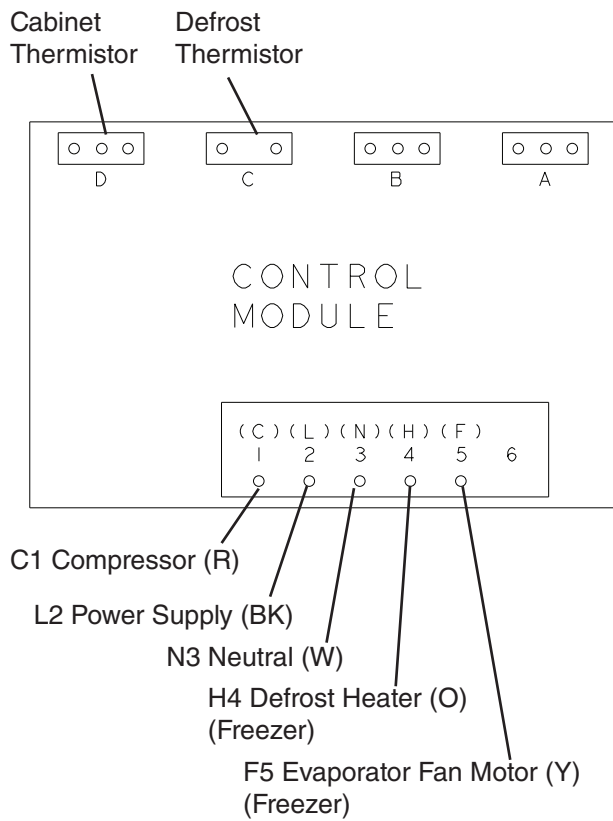 Cabinet
Thermistor
Defrost
Thermistor
D
C
B
A
CONTROL
MODULE
(C) (L) (N) (H) (F)
1 2 3 4 5 6
C1 Compressor (R)
L2 Power Supply (BK)
N3 Neutral (W)
H4 Defrost Heater (O)
(Freezer)
F5 Evaporator Fan Motor (Y)
(Freezer)